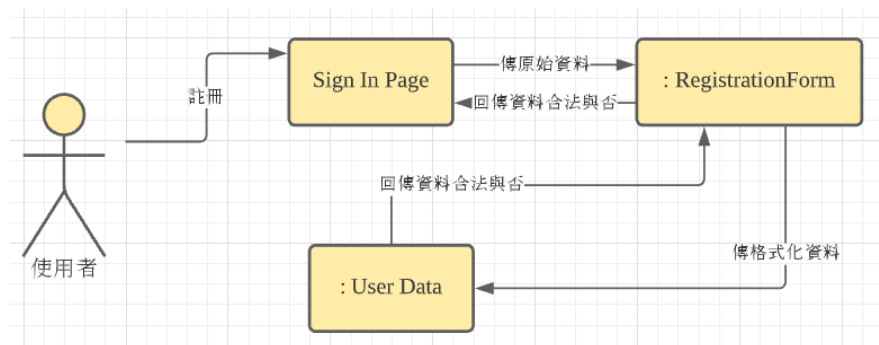 Sign In Page
傳原始資料
: RegistrationForm
註冊
回傳資料合法與否
回傳資料合法與否
傳格式化資料
使用者
: User Data